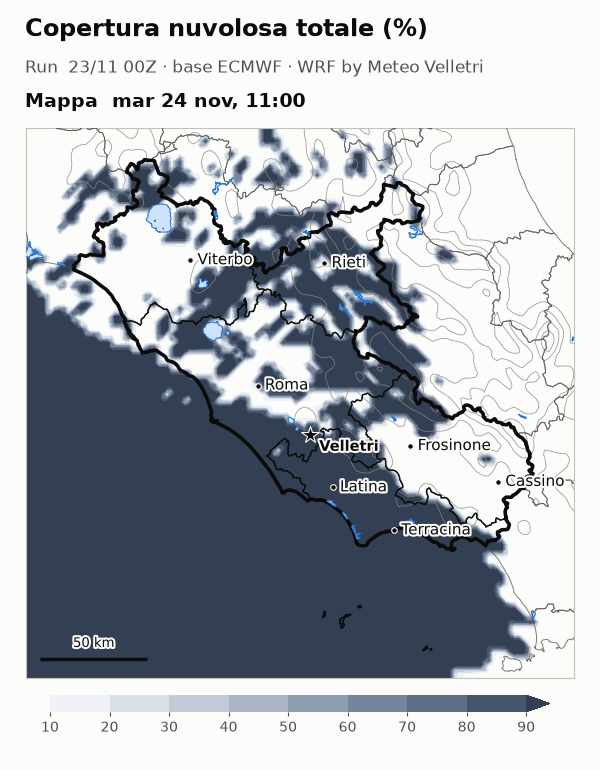 Copertura nuvolosa totale (%)
Run 23/11 00Z · base ECMWF · WRF by Meteo Velletri
Mappa mar 24 nov, 11:00
Viterbo
Rieti
Roma
Velletri
Frosinone
Cassino
Latina
Terracina
50 km
10 20 30 40 50 60 70 80 90